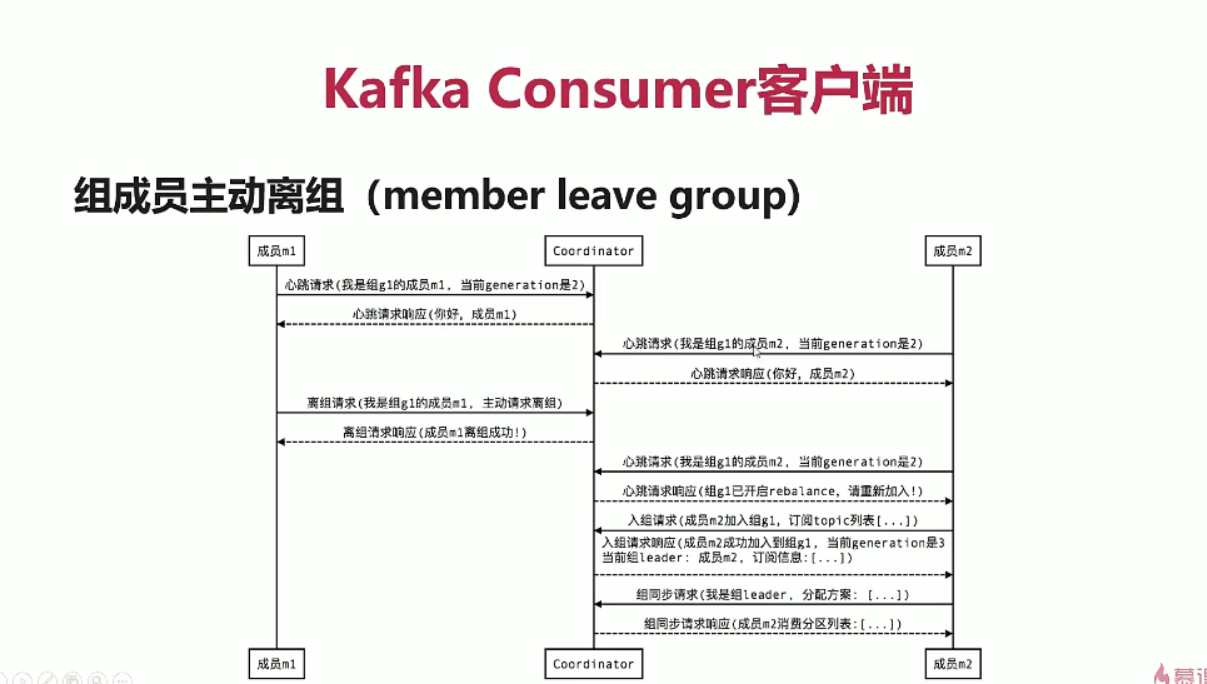 Kafka Consumer客户端
组成员主动离组（member leave group)
成员m1
Coordinator
成员m2
心跳请求(我是组g1的成员m1, 当前generation是2)
心跳请求响应(你好, 成员m1)
心跳请求(我是组g1的成员m2, 当前generation是2)
心跳请求响应(你好, 成员m2)
离组请求(我是组g1的成员m1, 主动请求离组)
离组请求响应(成员m1离组成功!)
心跳请求(我是组g1的成员m2, 当前generation是2)
心跳请求响应(组g1已开启rebalance, 请重新加入!)
入组请求(成员m2加入组g1, 订阅topic列表[...])
入组请求响应(成员m2成功加入到组g1, 当前generation是3
当前组leader: 成员m2, 订阅信息:[...])
组同步请求(我是组leader, 分配方案: [...])
组同步请求响应(成员m2消费分区列表:[...])
成员m1
Coordinator
成员m2